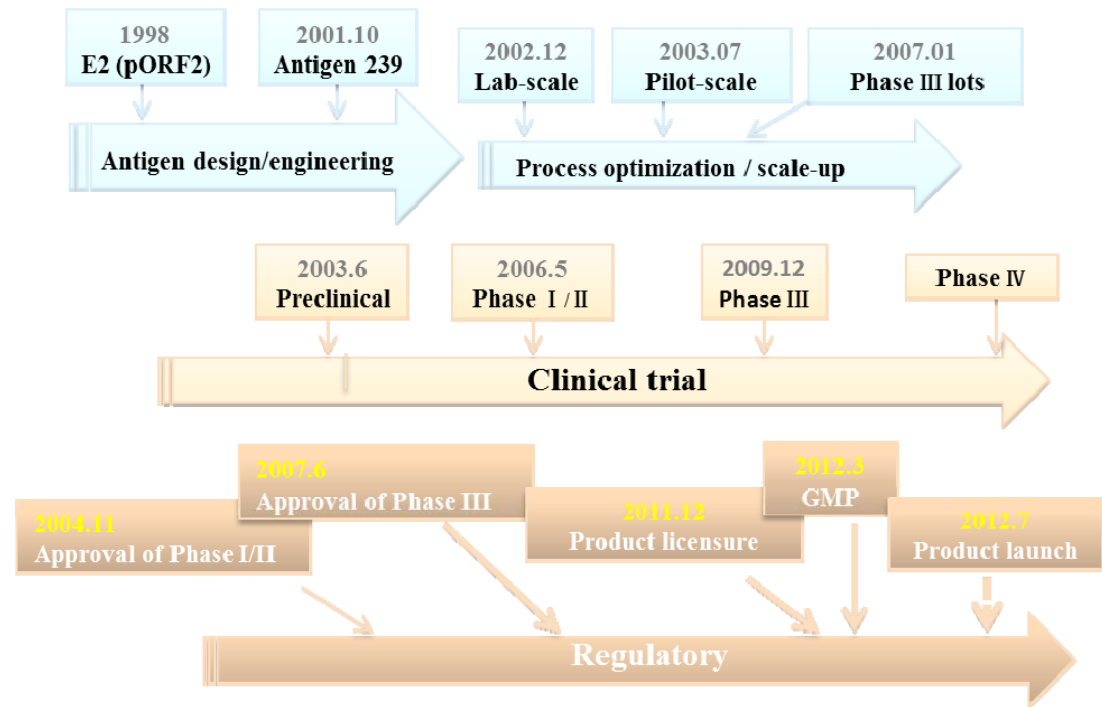 1998
E2 (pORF2)
2001.10
Antigen 239
2002.12
Lab-scale
2003.07
Pilot-scale
2007.01
Phase Ⅲ lots
Antigen design/engineering
Process optimization / scale-up
2003.6
Preclinical
2006.5
Phase Ⅰ/Ⅱ
2009.12
Phase Ⅲ
Phase Ⅳ
Clinical trial
2004.11
Approval of Phase I/II
2007.6
Approval of Phase III
2011.12
Product licensure
2012.3
GMP
2012.7
Product launch
Regulatory